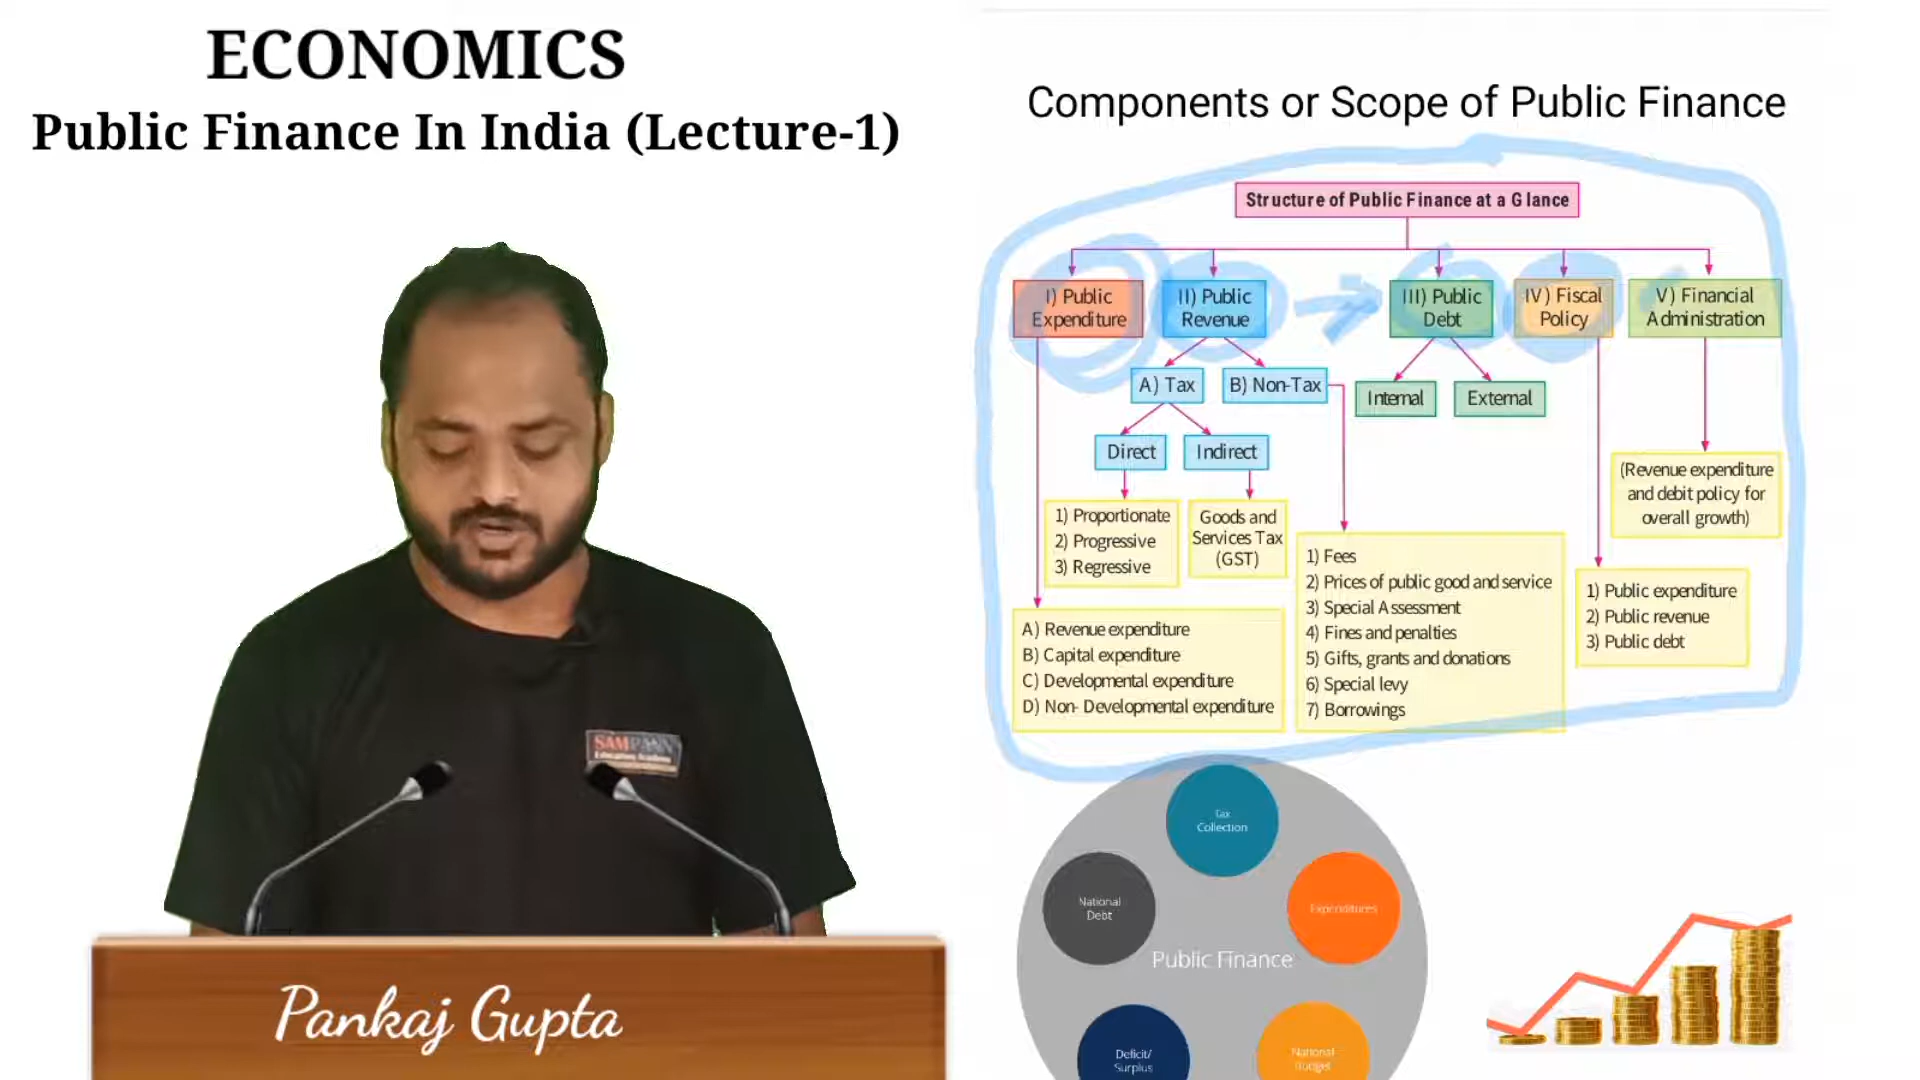 ECONOMICS
Public Finance In India (Lecture-1)
Components or Scope of Public Finance
Structure of Public Finance at a Glance
I) Public
Expenditure
II) Public
Revenue
III) Public
Debt
IV) Fiscal
Policy
V) Financial
Administration
A) Tax
B) Non-Tax
Internal
External
Direct
Indirect
(Revenue expenditure
and debit policy for
overall growth)
1) Proportionate
2) Progressive
3) Regressive
Goods and
Services Tax
(GST)
1) Fees
2) Prices of public good and service
3) Special Assessment
4) Fines and penalties
5) Gifts, grants and donations
6) Special levy
7) Borrowings
1) Public expenditure
2) Public revenue
3) Public debt
A) Revenue expenditure
B) Capital expenditure
C) Developmental expenditure
D) Non- Developmental expenditure
SAMPANN
Tax
Collection
National
Debt
Expenditures
Public Finance
Deficit/
Surplus
National
Budget
Pankaj Gupta